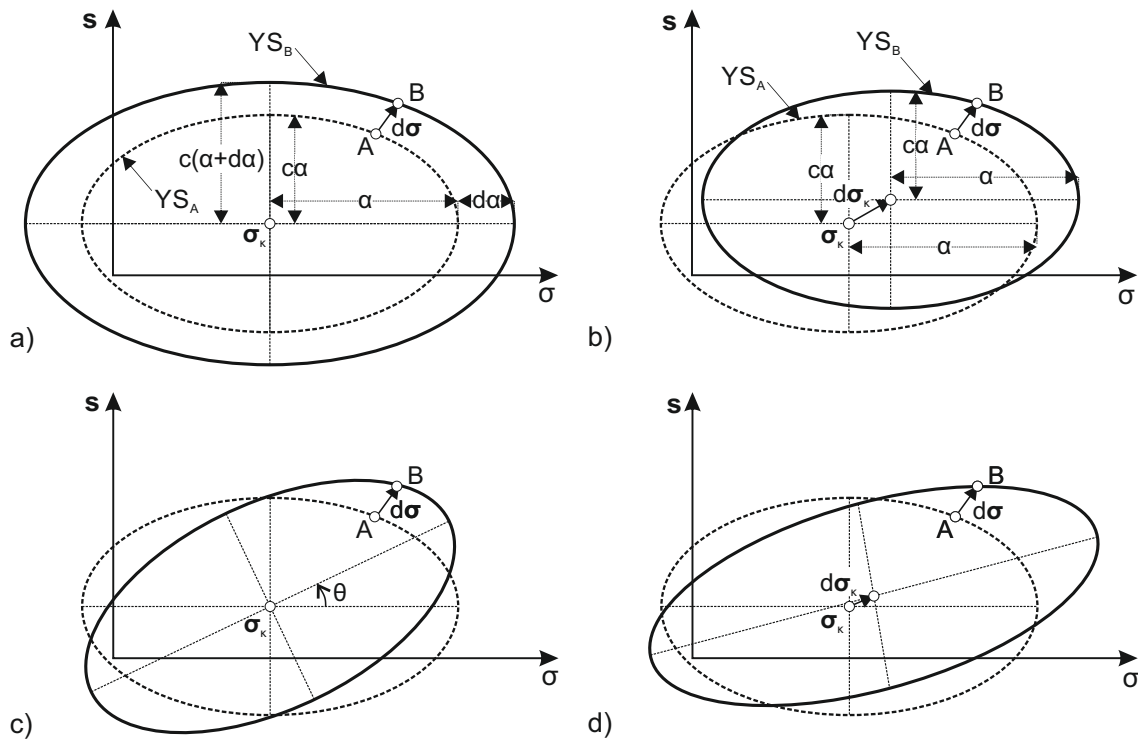 s
YS_B
B
dσ
A
c(α+dα)
cα
YS_A
α
dα
σ_κ
σ
a)
s
YS_B
YS_A
B
dσ
A
cα
cα
α
dσ_κ
σ_κ
α
σ
b)
s
B
dσ
A
θ
σ_κ
σ
c)
s
B
dσ
A
dσ_κ
σ_κ
σ
d)